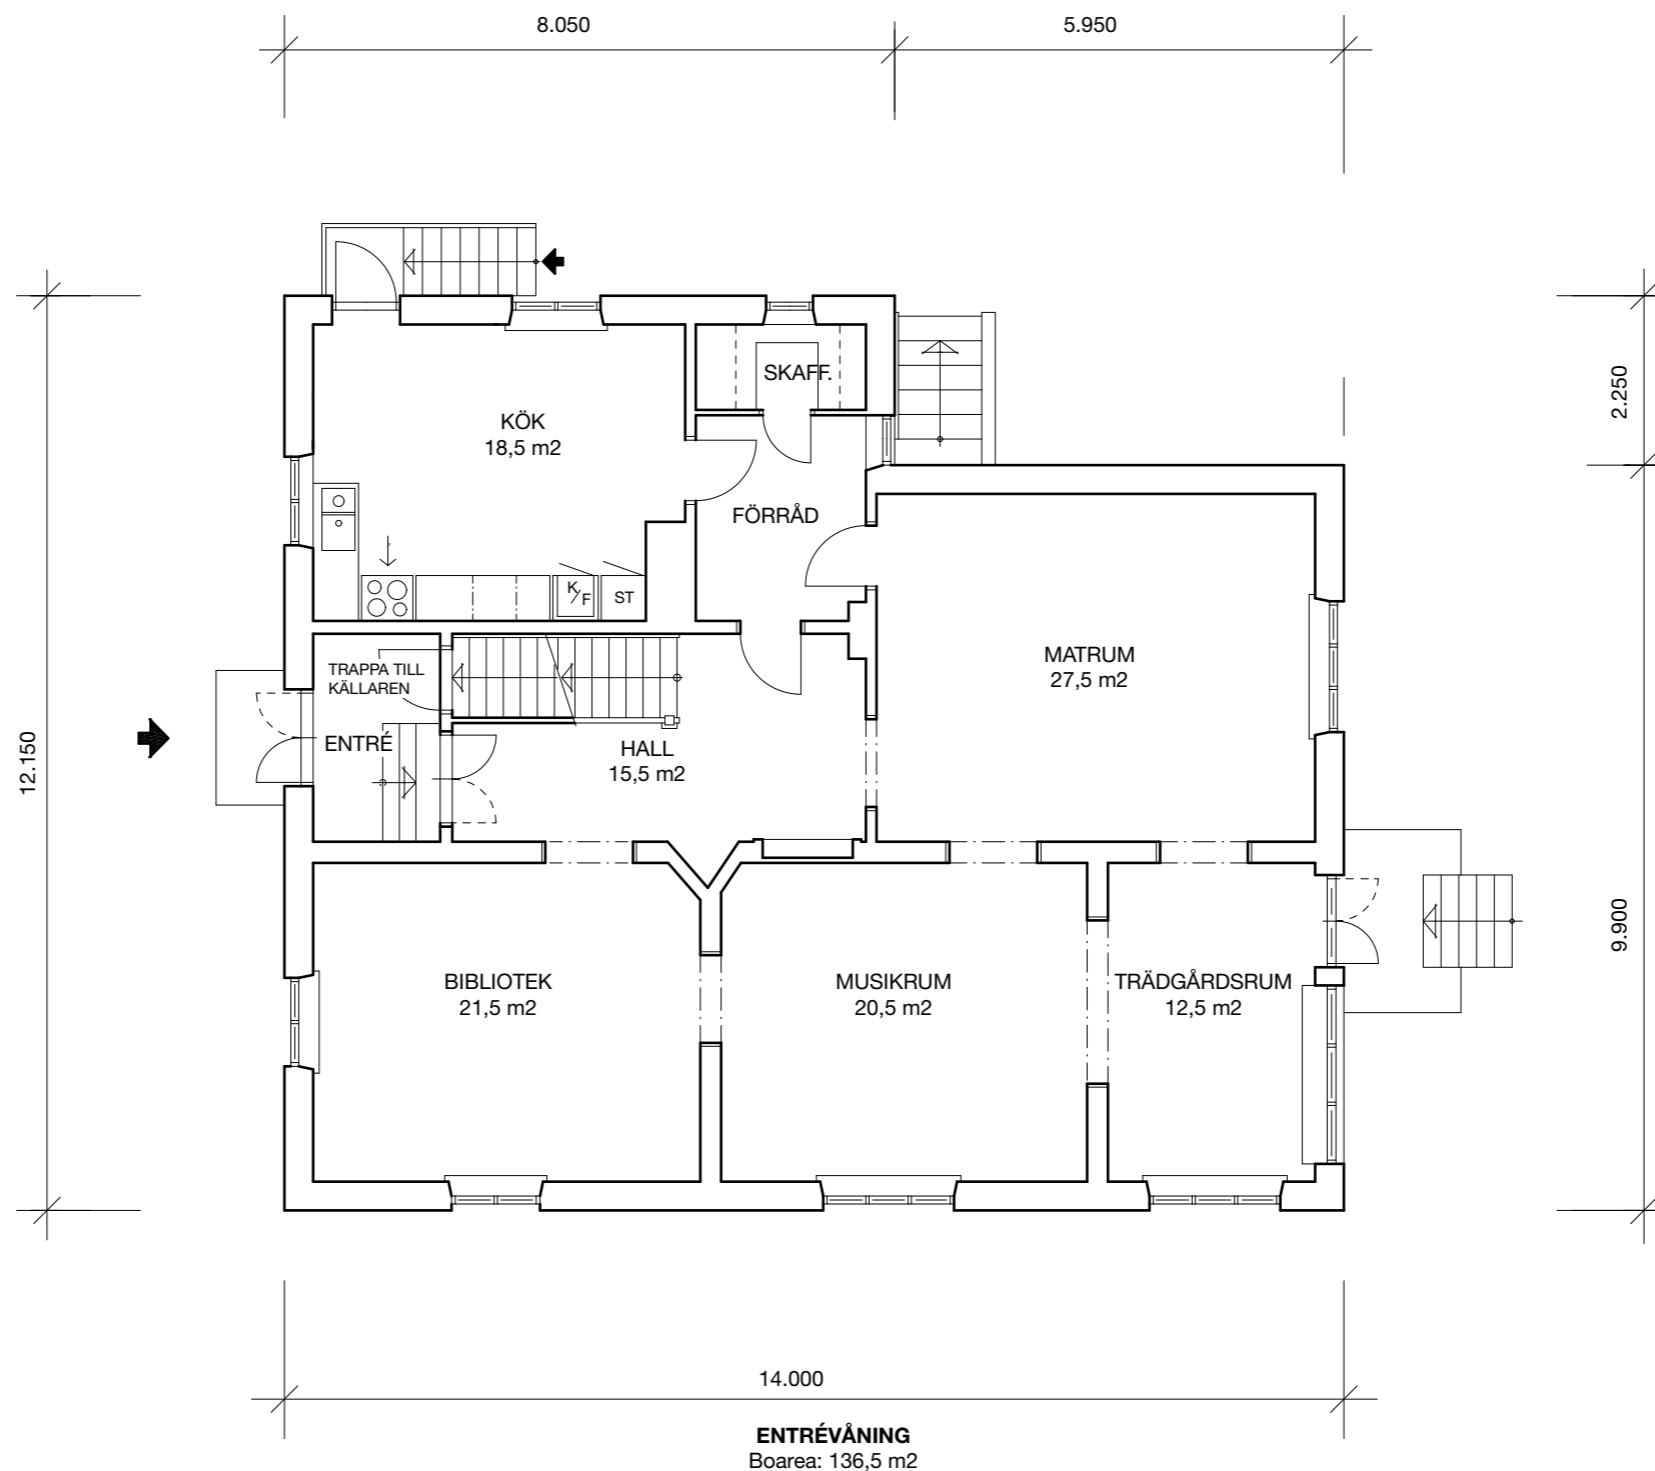 8.050
5.950
SKAFF.
KÖK
18,5 m2
2.250
FÖRRÅD
K/F
ST
TRAPPA TILL
KÄLLAREN
MATRUM
27,5 m2
ENTRÉ
HALL
15,5 m2
12.150
9.900
BIBLIOTEK
21,5 m2
MUSIKRUM
20,5 m2
TRÄDGÅRDSRUM
12,5 m2
14.000
ENTRÉVÅNING
Boarea: 136,5 m2